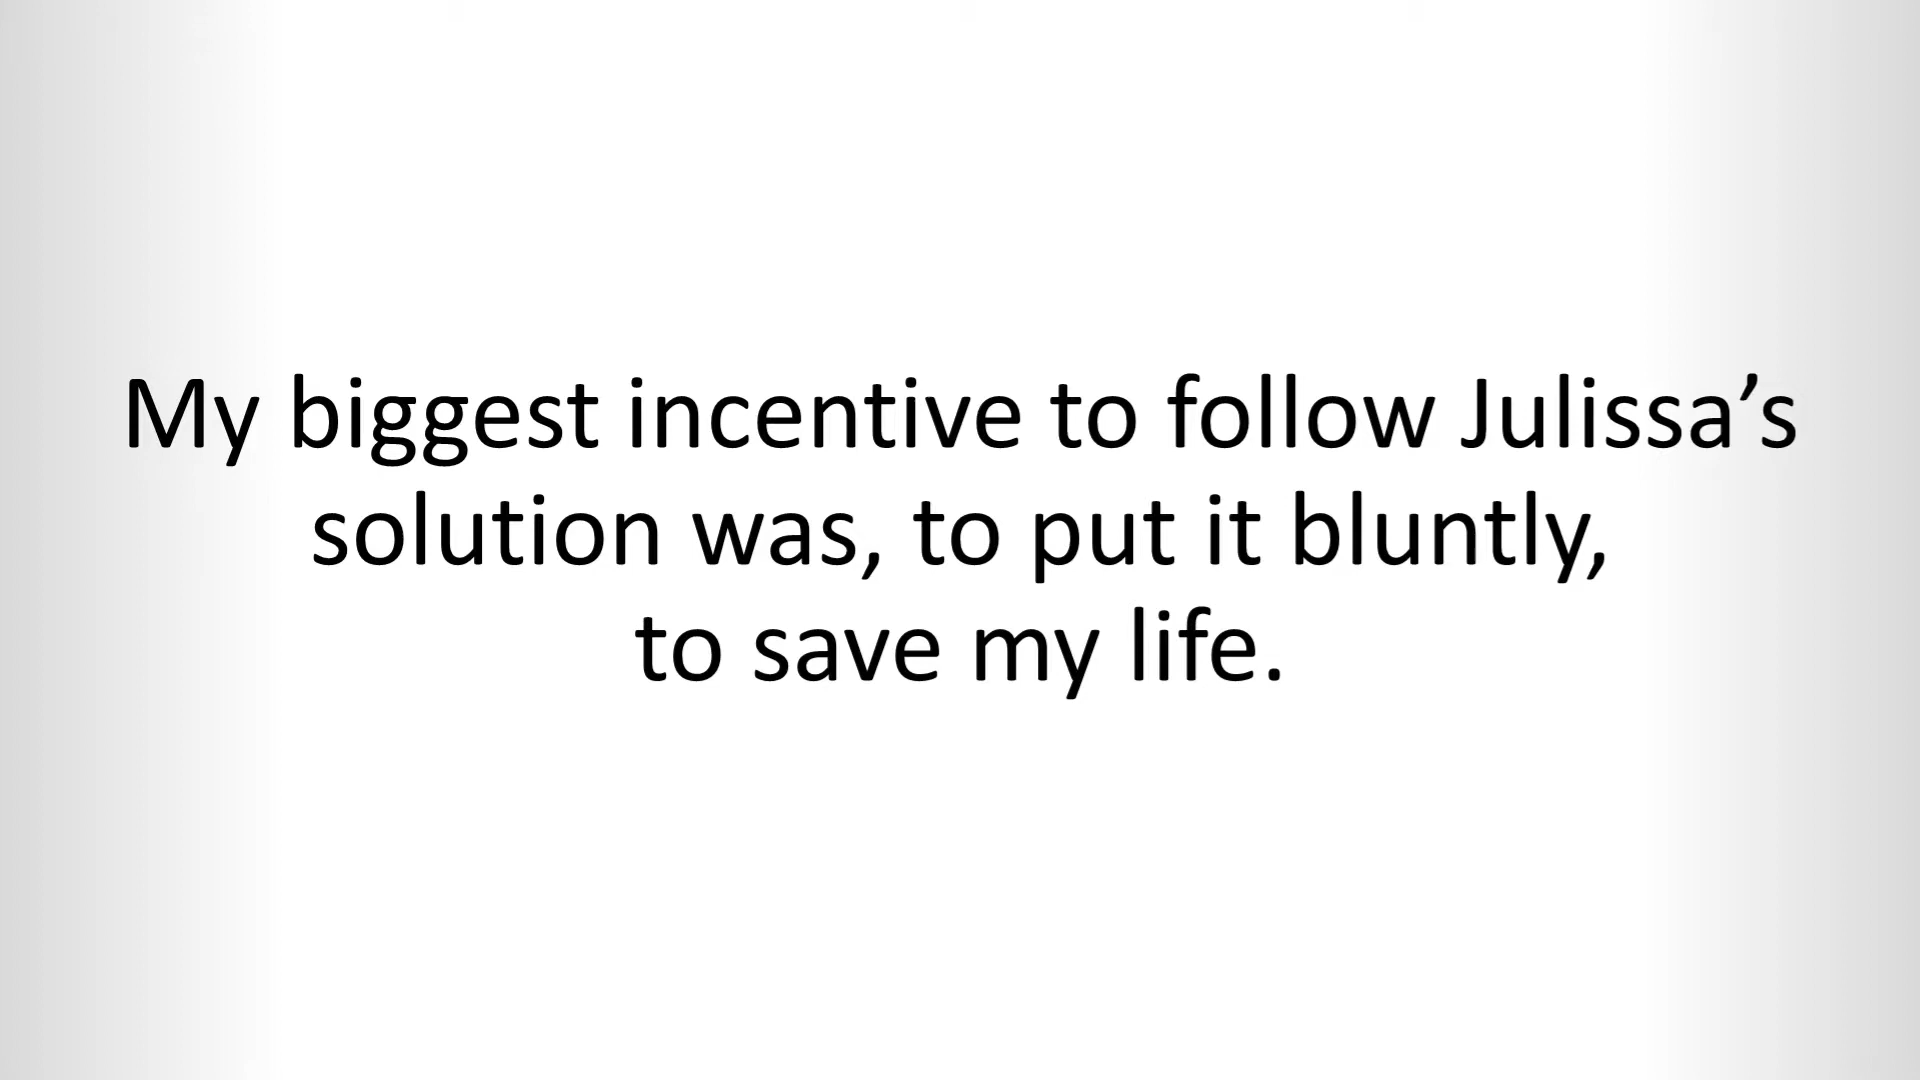 My biggest incentive to follow Julissa’s
solution was, to put it bluntly,
to save my life.